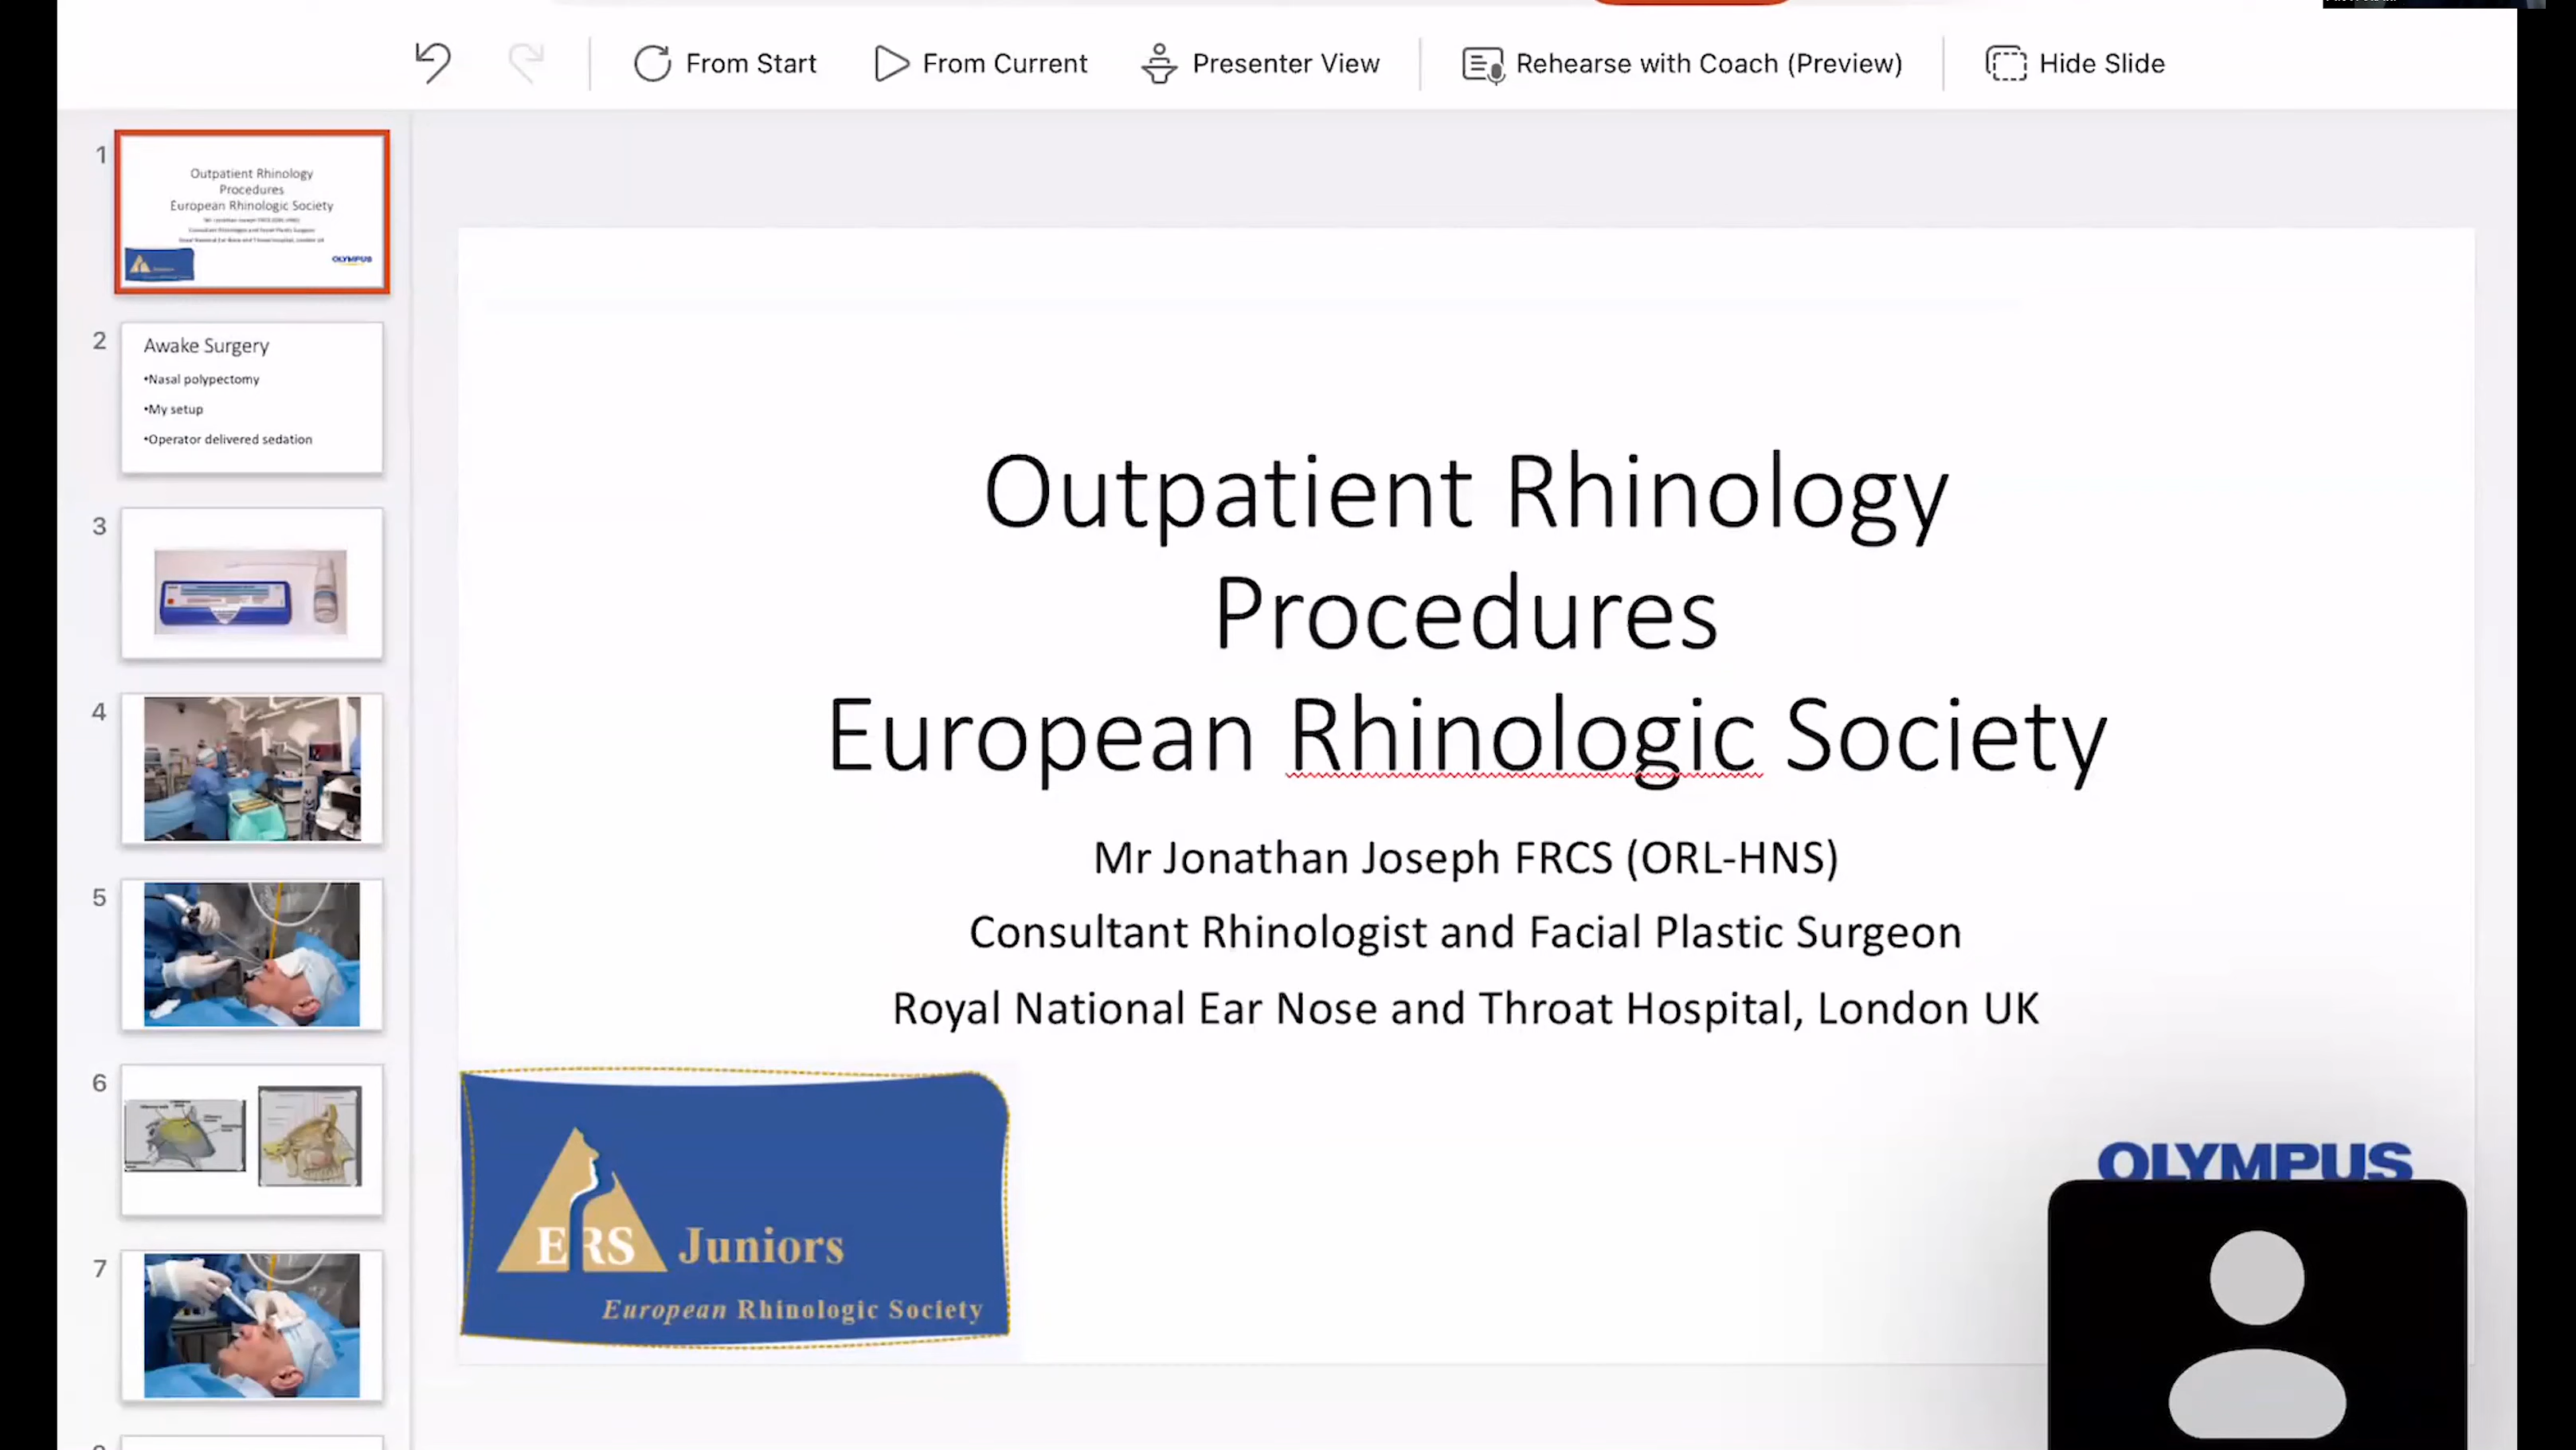 From Start
From Current
Presenter View
Rehearse with Coach (Preview)
Hide Slide
1
Outpatient Rhinology
Procedures
European Rhinologic Society
OLYMPUS
2
Awake Surgery
•Nasal polypectomy
•My setup
•Operator delivered sedation
3
4
5
6
7
Outpatient Rhinology
Procedures
European Rhinologic Society
Mr Jonathan Joseph FRCS (ORL-HNS)
Consultant Rhinologist and Facial Plastic Surgeon
Royal National Ear Nose and Throat Hospital, London UK
ERS Juniors
European Rhinologic Society
OLYMPUS